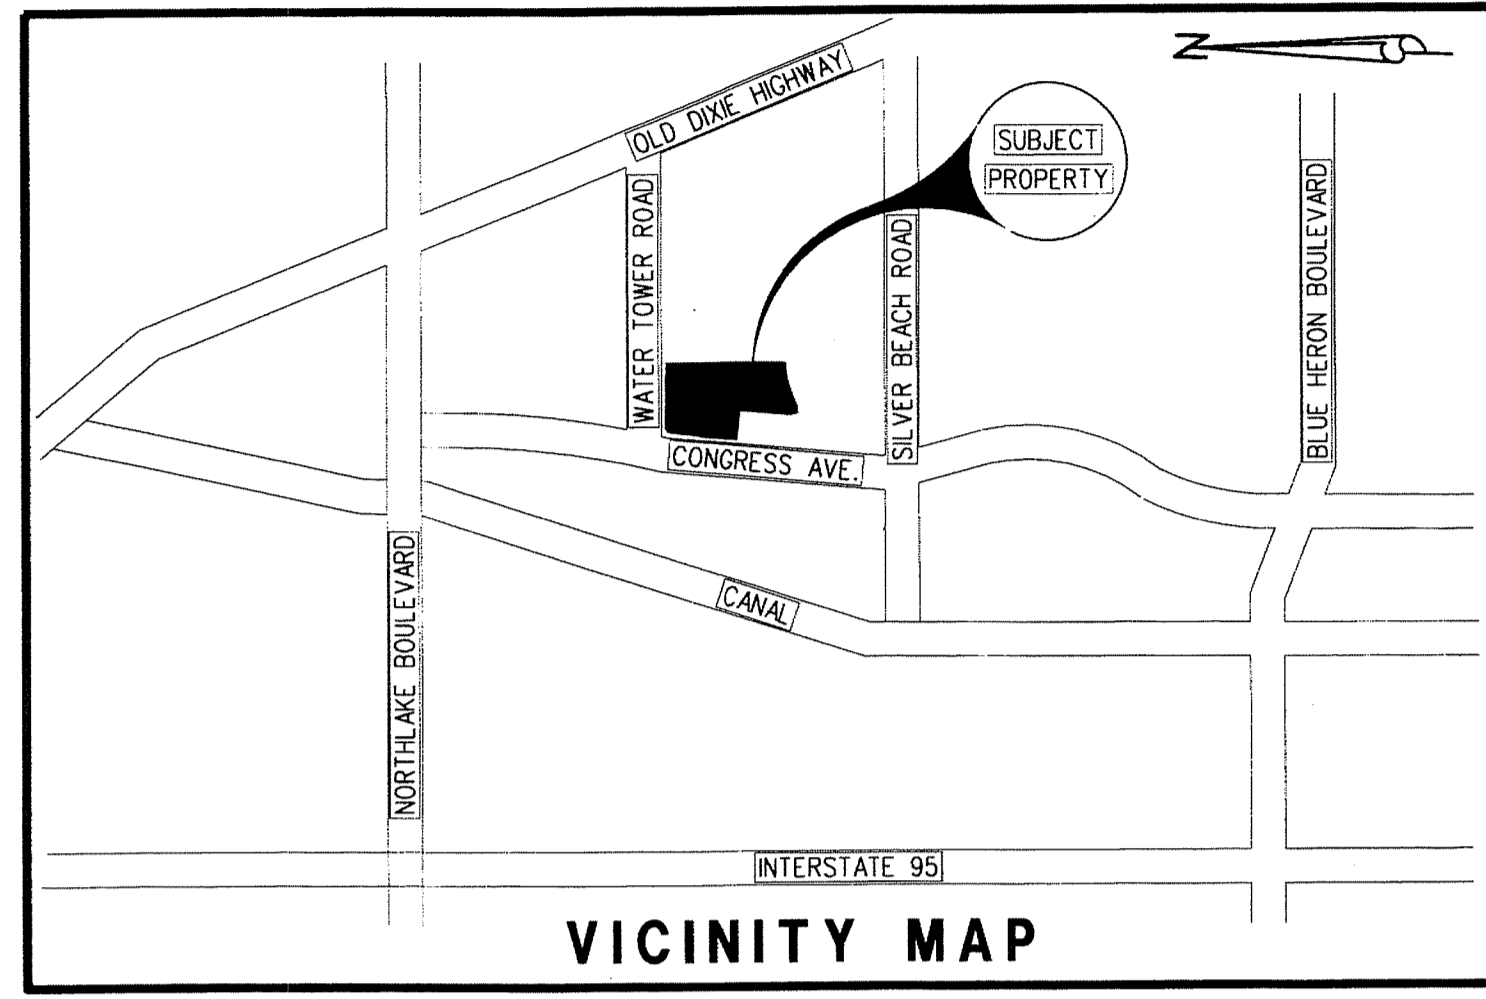 N
OLD DIXIE HIGHWAY
SUBJECT
PROPERTY
WATER TOWER ROAD
SILVER BEACH ROAD
BLUE HERON BOULEVARD
CONGRESS AVE.
NORTHLAKE BOULEVARD
CANAL
INTERSTATE 95
VICINITY MAP